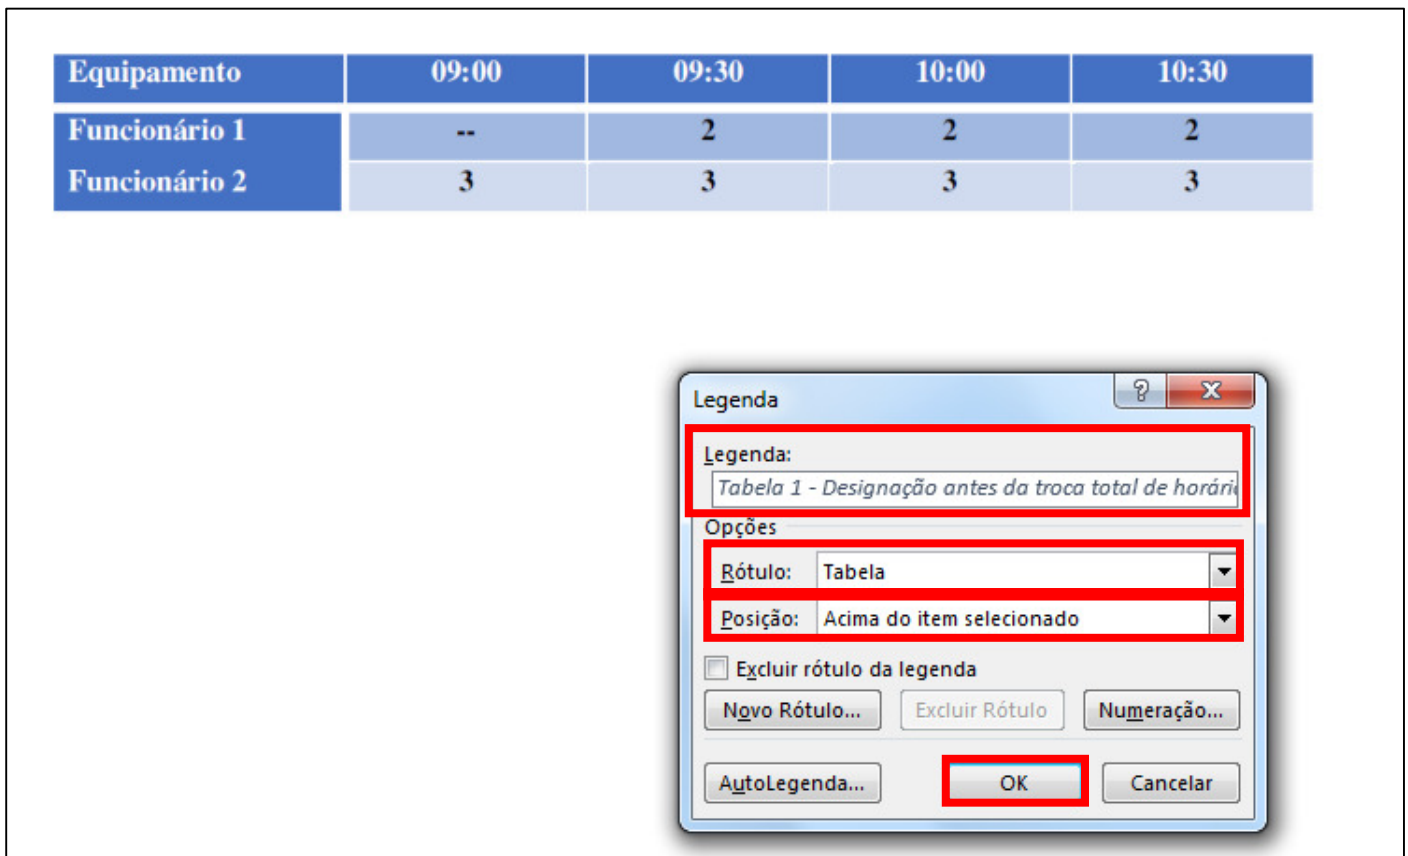 Equipamento 09:00 09:30 10:00 10:30
Funcionário 1 -- 2 2 2
Funcionário 2 3 3 3 3
Legenda
Legenda:
Tabela 1 - Designação antes da troca total de
Opções
Rótulo: Tabela
Posição: Acima do item selecionado
Excluir rótulo da legenda
Novo Rótulo... Excluir Rótulo Numeração...
AutoLegenda... OK Cancelar